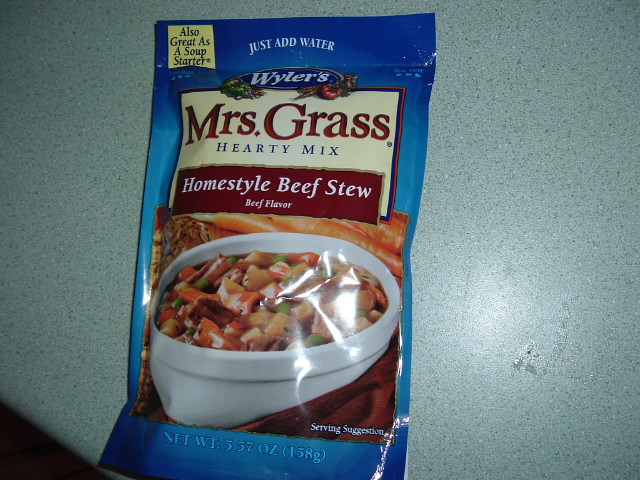 Also
Great As
A Soup
Starter®
JUST ADD WATER
Wyler's
Mrs. Grass®
HEARTY MIX
Homestyle Beef Stew
Beef Flavor
Serving Suggestion
NET WT. 5.57 OZ (158g)